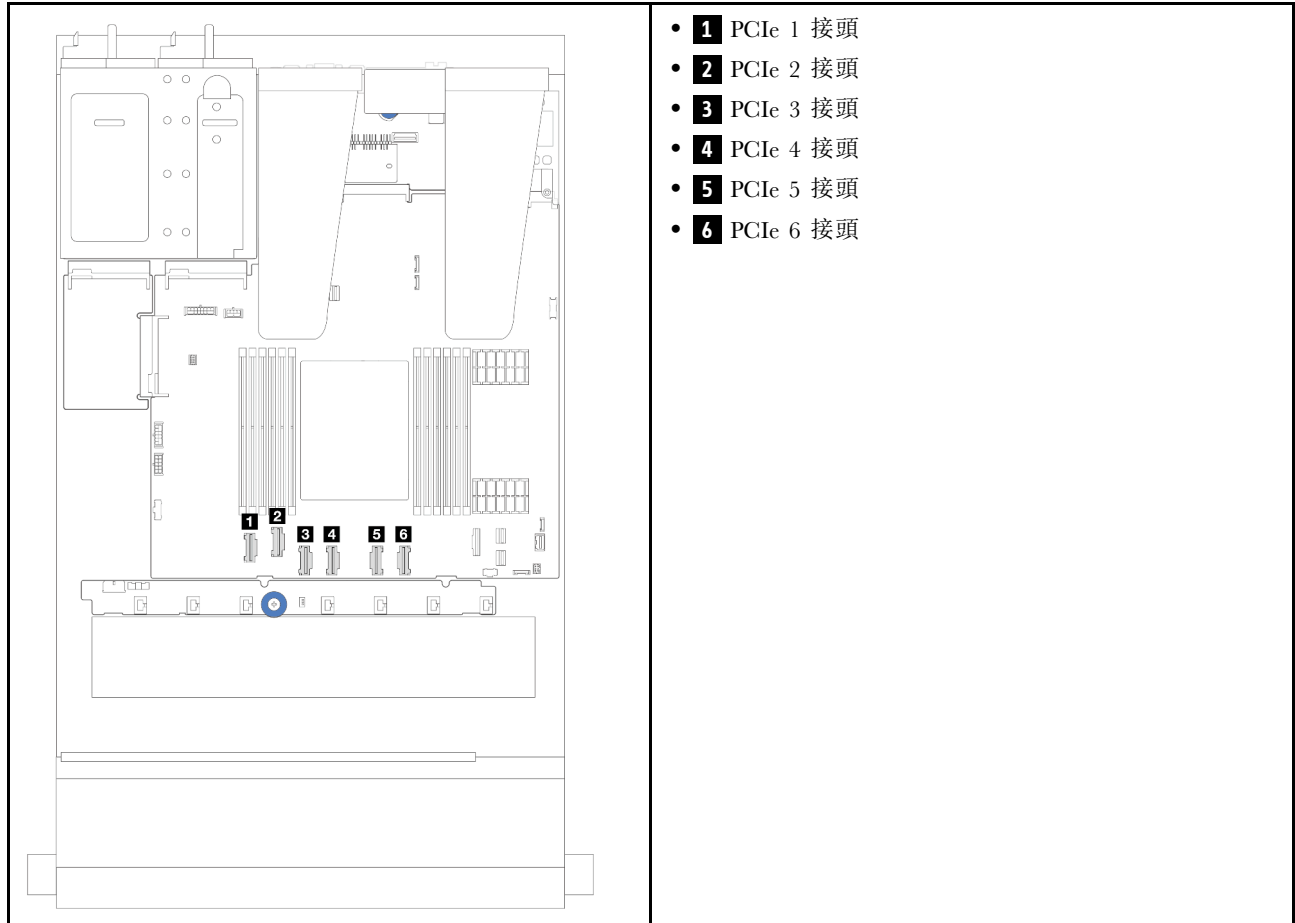 1
2
3
4
5
6
• 1 PCIe 1 接頭
• 2 PCIe 2 接頭
• 3 PCIe 3 接頭
• 4 PCIe 4 接頭
• 5 PCIe 5 接頭
• 6 PCIe 6 接頭